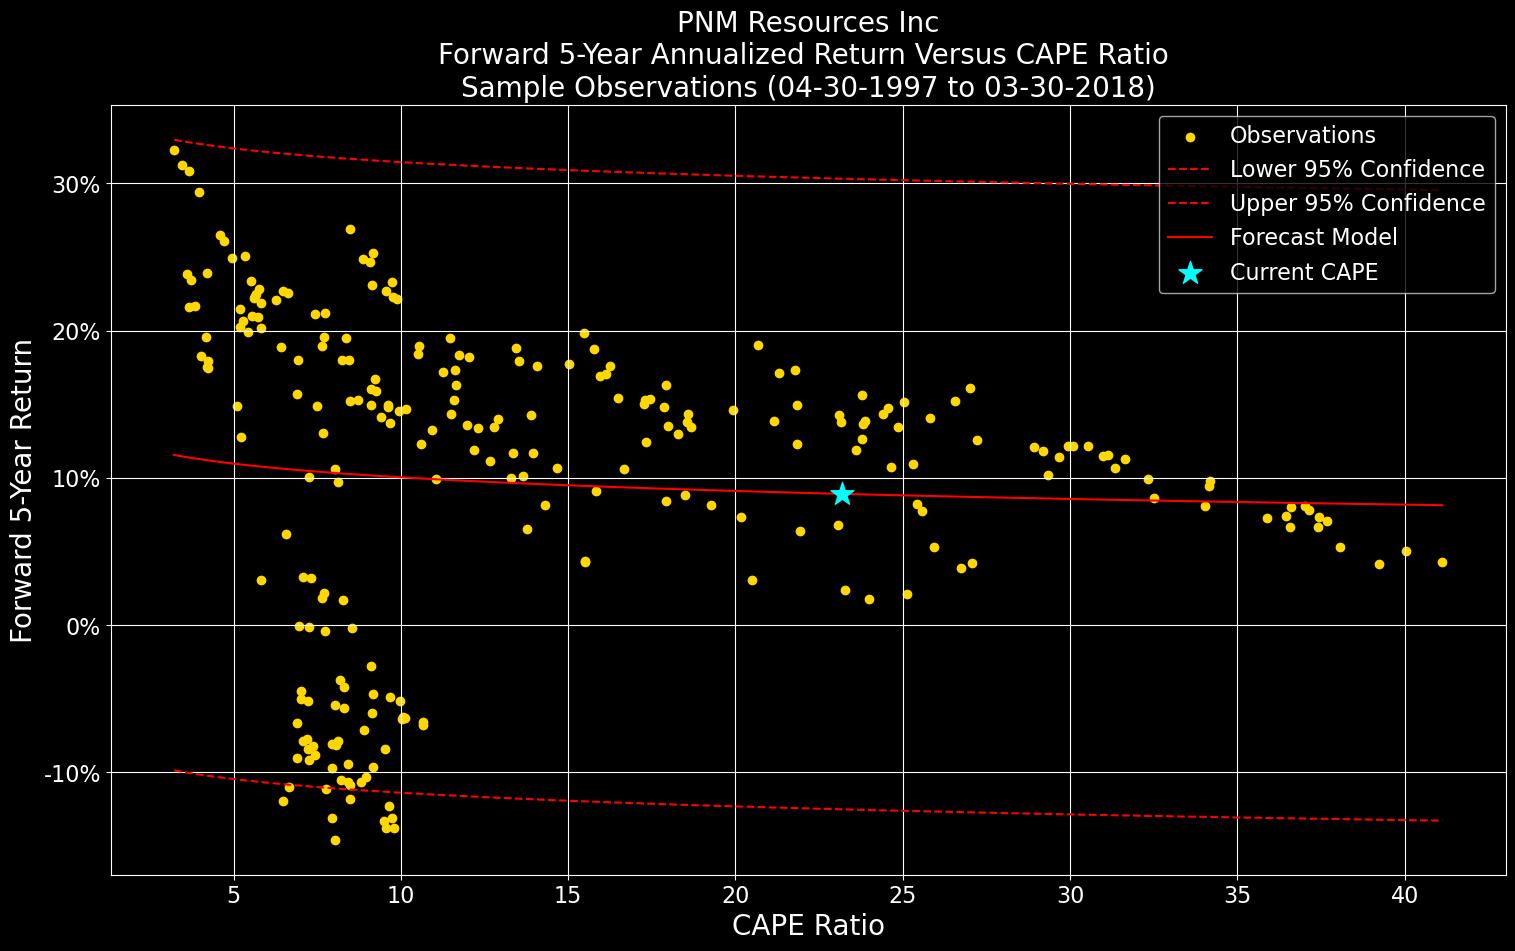 PNM Resources Inc
Forward 5-Year Annualized Return Versus CAPE Ratio
Sample Observations (04-30-1997 to 03-30-2018)
Observations
Lower 95% Confidence
Upper 95% Confidence
Forecast Model
Current CAPE
Forward 5-Year Return
30%
20%
10%
0%
-10%
5 10 15 20 25 30 35 40
CAPE Ratio